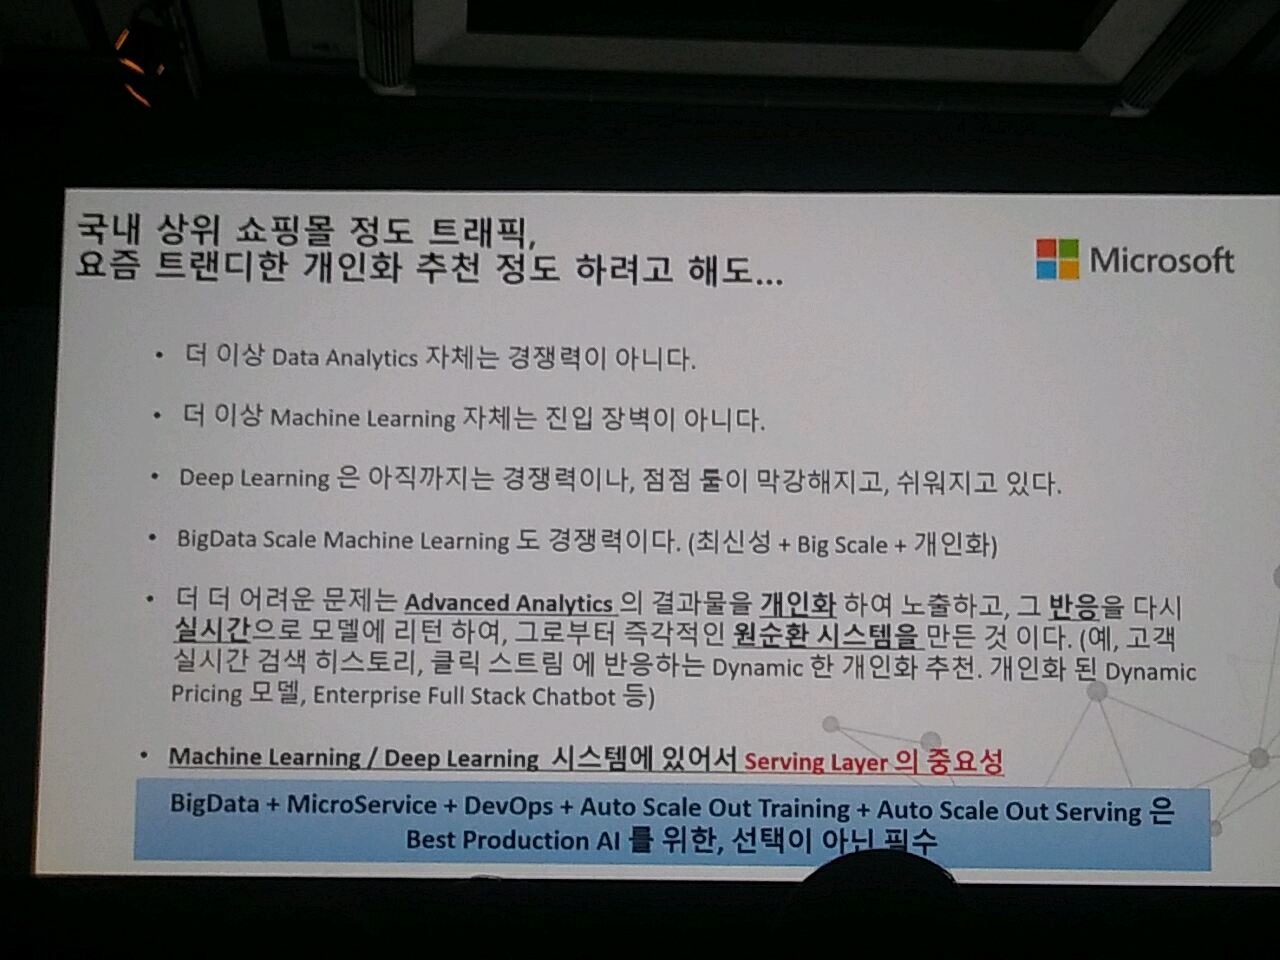 국내 상위 쇼핑몰 정도 트래픽,
요즘 트랜디한 개인화 추천 정도 하려고 해도...
Microsoft
• 더 이상 Data Analytics 자체는 경쟁력이 아니다.
• 더 이상 Machine Learning 자체는 진입 장벽이 아니다.
• Deep Learning 은 아직까지는 경쟁력이나, 점점 툴이 막강해지고, 쉬워지고 있다.
• BigData Scale Machine Learning 도 경쟁력이다. (최신성 + Big Scale + 개인화)
• 더 더 어려운 문제는 Advanced Analytics 의 결과물을 개인화 하여 노출하고, 그 반응을 다시
실시간으로 모델에 리턴 하여, 그로부터 즉각적인 원순환 시스템을 만든 것 이다. (예, 고객
실시간 검색 히스토리, 클릭 스트림 에 반응하는 Dynamic 한 개인화 추천. 개인화 된 Dynamic
Pricing 모델, Enterprise Full Stack Chatbot 등)
• Machine Learning / Deep Learning 시스템에 있어서 Serving Layer 의 중요성
BigData + MicroService + DevOps + Auto Scale Out Training + Auto Scale Out Serving 은
Best Production AI 를 위한, 선택이 아닌 필수